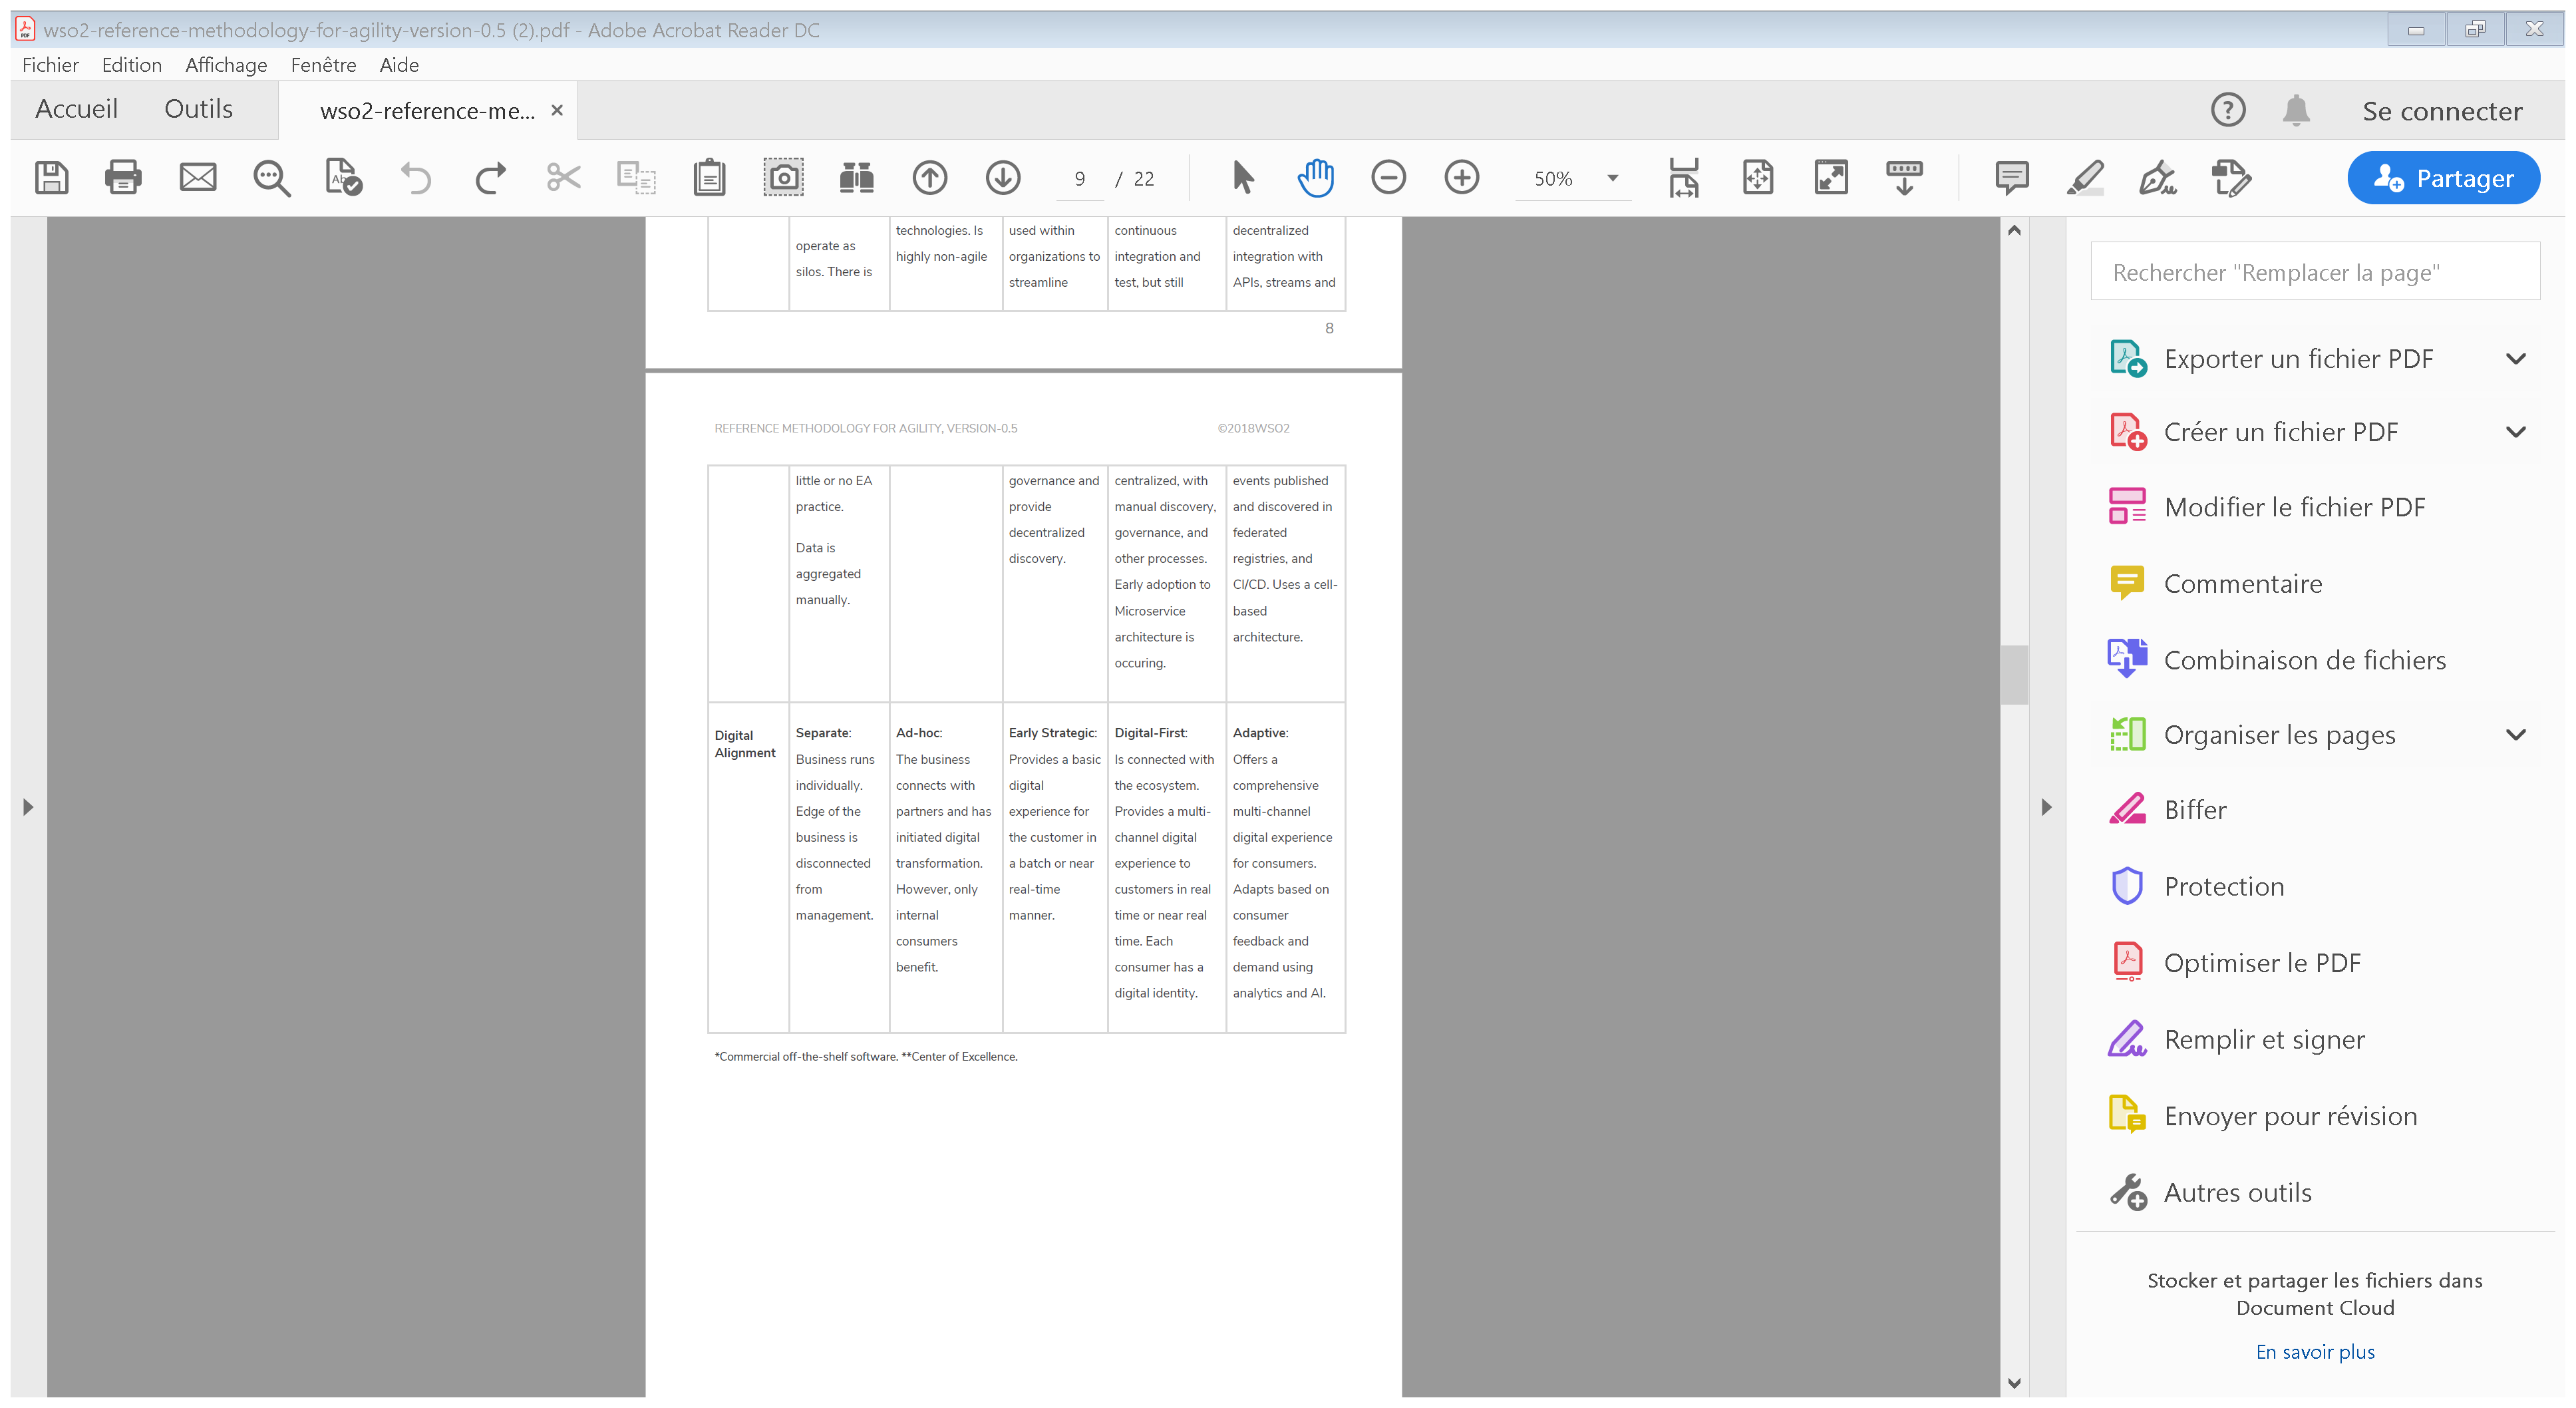 wso2-reference-methodology-for-agility-version-0.5 (2).pdf - Adobe Acrobat Reader DC
Fichier Edition Affichage Fenêtre Aide
Accueil Outils wso2-reference-me... Se connecter
9 / 22 50% Partager
operate as
silos. There is
technologies. Is
highly non-agile
used within
organizations to
streamline
continuous
integration and
test, but still
decentralized
integration with
APIs, streams and
8
REFERENCE METHODOLOGY FOR AGILITY, VERSION-0.5 ©2018WSO2
little or no EA
practice.
Data is
aggregated
manually.
governance and
provide
decentralized
discovery.
centralized, with
manual discovery,
governance, and
other processes.
Early adoption to
Microservice
architecture is
occuring.
events published
and discovered in
federated
registries, and
CI/CD. Uses a cell-
based
architecture.
Digital
Alignment
Separate:
Business runs
individually.
Edge of the
business is
disconnected
from
management.
Ad-hoc:
The business
connects with
partners and has
initiated digital
transformation.
However, only
internal
consumers
benefit.
Early Strategic:
Provides a basic
digital
experience for
the customer in
a batch or near
real-time
manner.
Digital-First:
Is connected with
the ecosystem.
Provides a multi-
channel digital
experience to
customers in real
time or near real
time. Each
consumer has a
digital identity.
Adaptive:
Offers a
comprehensive
multi-channel
digital experience
for consumers.
Adapts based on
consumer
feedback and
demand using
analytics and AI.
*Commercial off-the-shelf software. **Center of Excellence.
Rechercher "Remplacer la page"
Exporter un fichier PDF
Créer un fichier PDF
Modifier le fichier PDF
Commentaire
Combinaison de fichiers
Organiser les pages
Biffer
Protection
Optimiser le PDF
Remplir et signer
Envoyer pour révision
Autres outils
Stocker et partager les fichiers dans
Document Cloud
En savoir plus